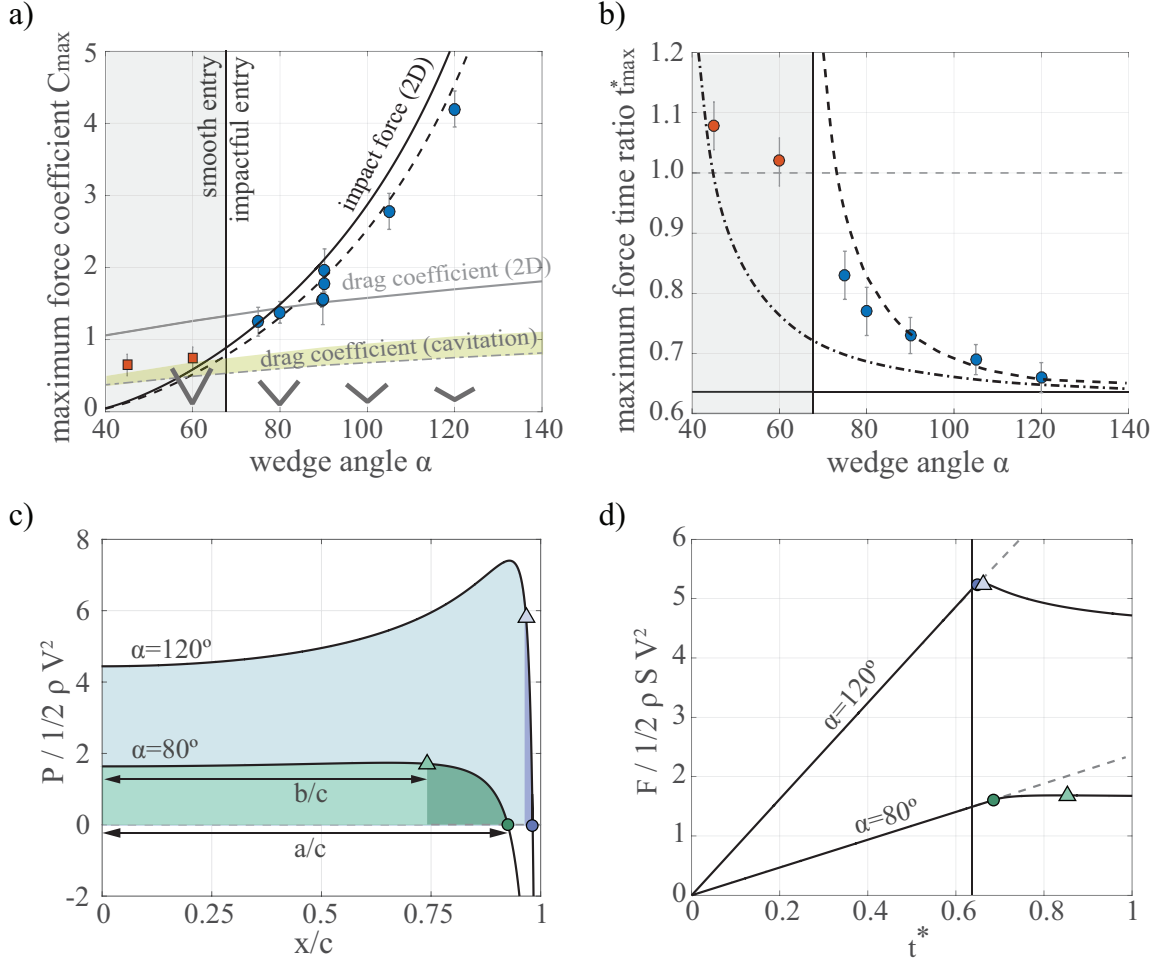 a)
maximum force coefficient Cmax
5
4
3
2
1
0
40
60
80
100
120
140
wedge angle α
smooth entry
impactful entry
impact force (2D)
drag coefficient (2D)
drag coefficient (cavitation)
b)
maximum force time ratio t*max
1.2
1.1
1.0
0.9
0.8
0.7
0.6
40
60
80
100
120
140
wedge angle α
c)
P / 1/2 ρ V²
8
6
4
2
0
-2
α=120º
α=80º
b/c
a/c
0
0.25
0.5
0.75
1
x/c
d)
F / 1/2 ρ S V²
6
5
4
3
2
1
0
α=120º
α=80º
0
0.2
0.4
0.6
0.8
1
t*